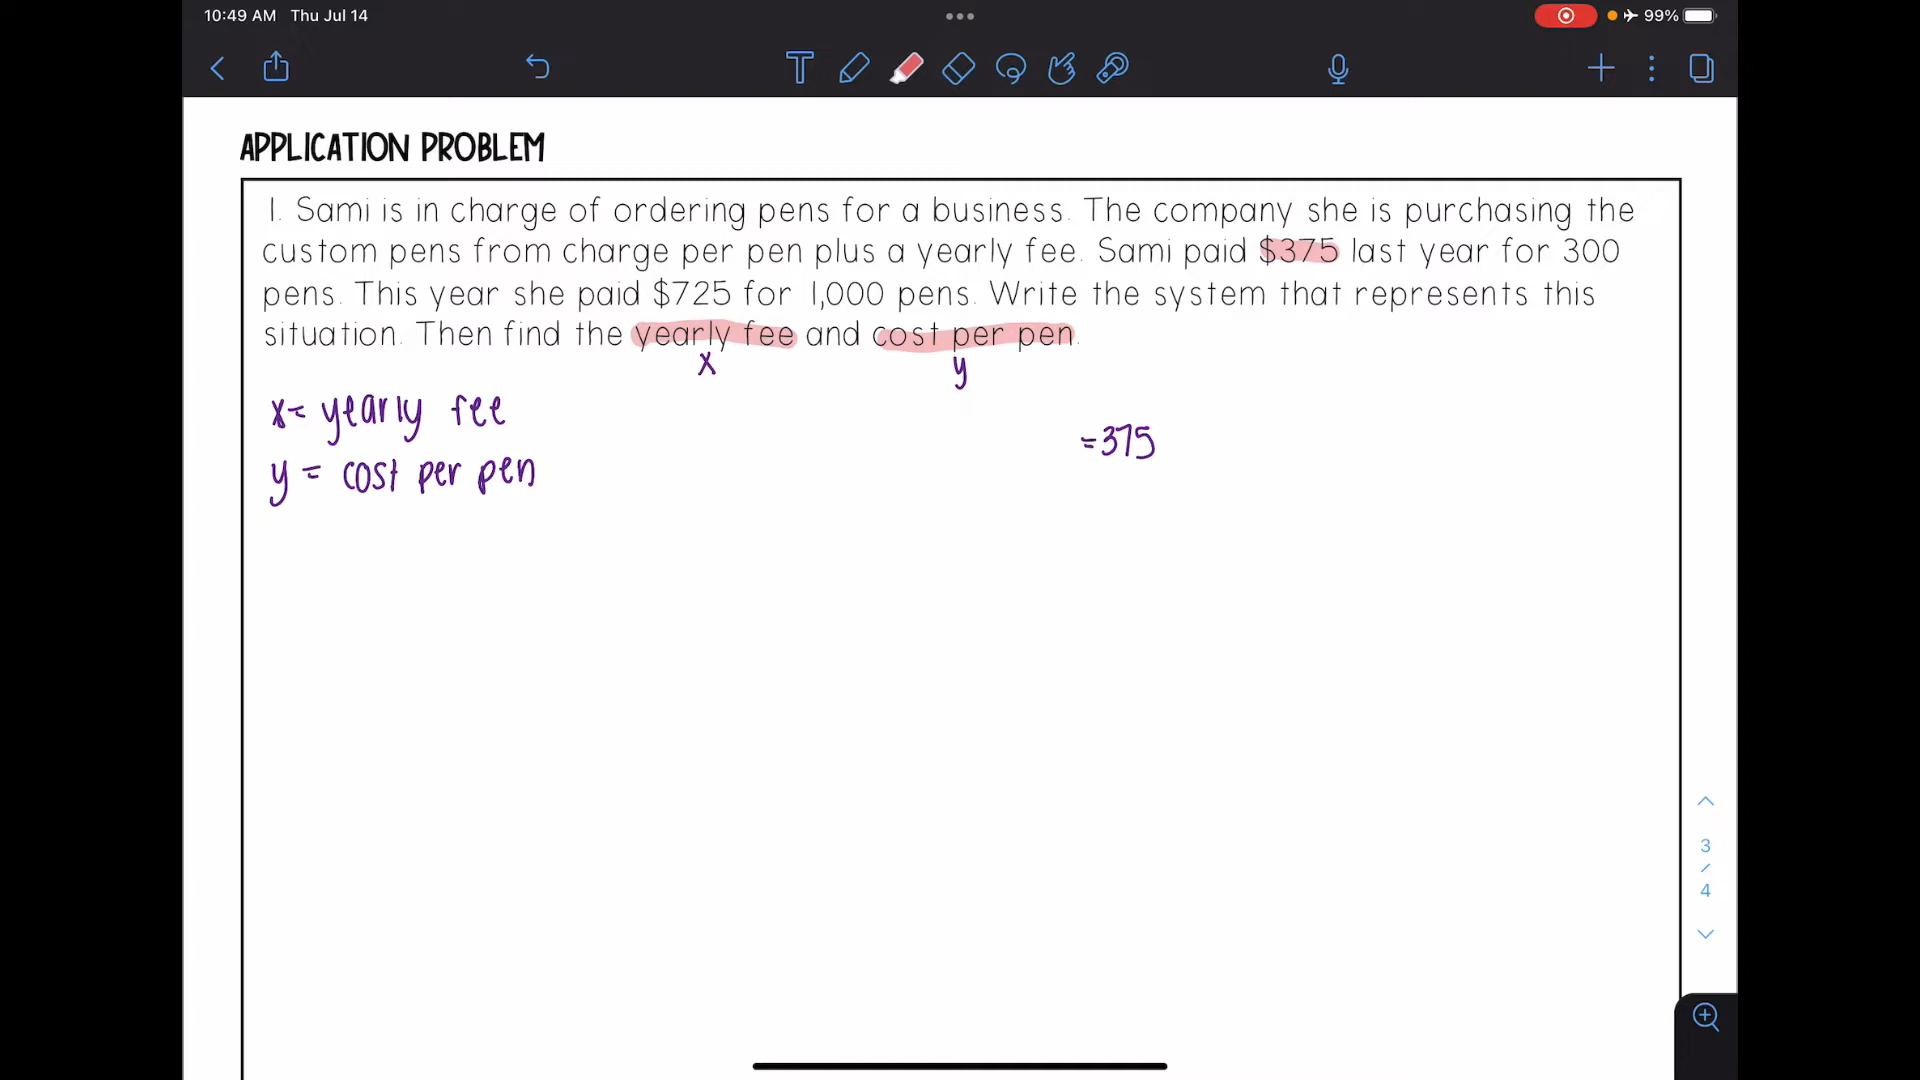 10:49 AM Thu Jul 14
99%
APPLICATION PROBLEM
1. Sami is in charge of ordering pens for a business. The company she is purchasing the
custom pens from charge per pen plus a yearly fee. Sami paid $375 last year for 300
pens. This year she paid $725 for 1,000 pens. Write the system that represents this
situation. Then find the yearly fee and cost per pen.
x
y
x= yearly fee
=375
y = cost per pen
3
/
4